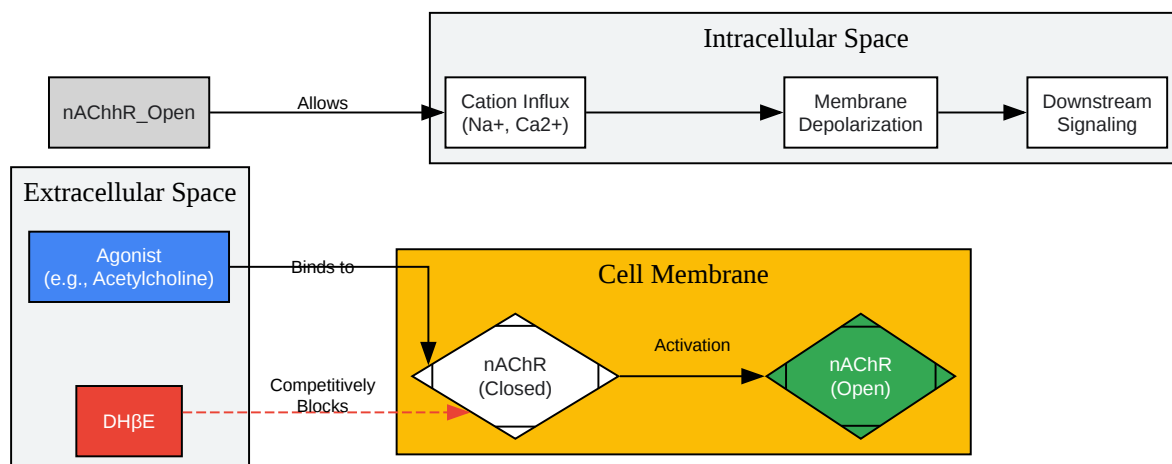 Intracellular Space
nAChhR_Open
Allows
Cation Influx
(Na+, Ca2+)
Membrane
Depolarization
Downstream
Signaling
Extracellular Space
Agonist
(e.g., Acetylcholine)
Binds to
Cell Membrane
nAChR
(Closed)
Activation
nAChR
(Open)
Competitively
Blocks
DHβE